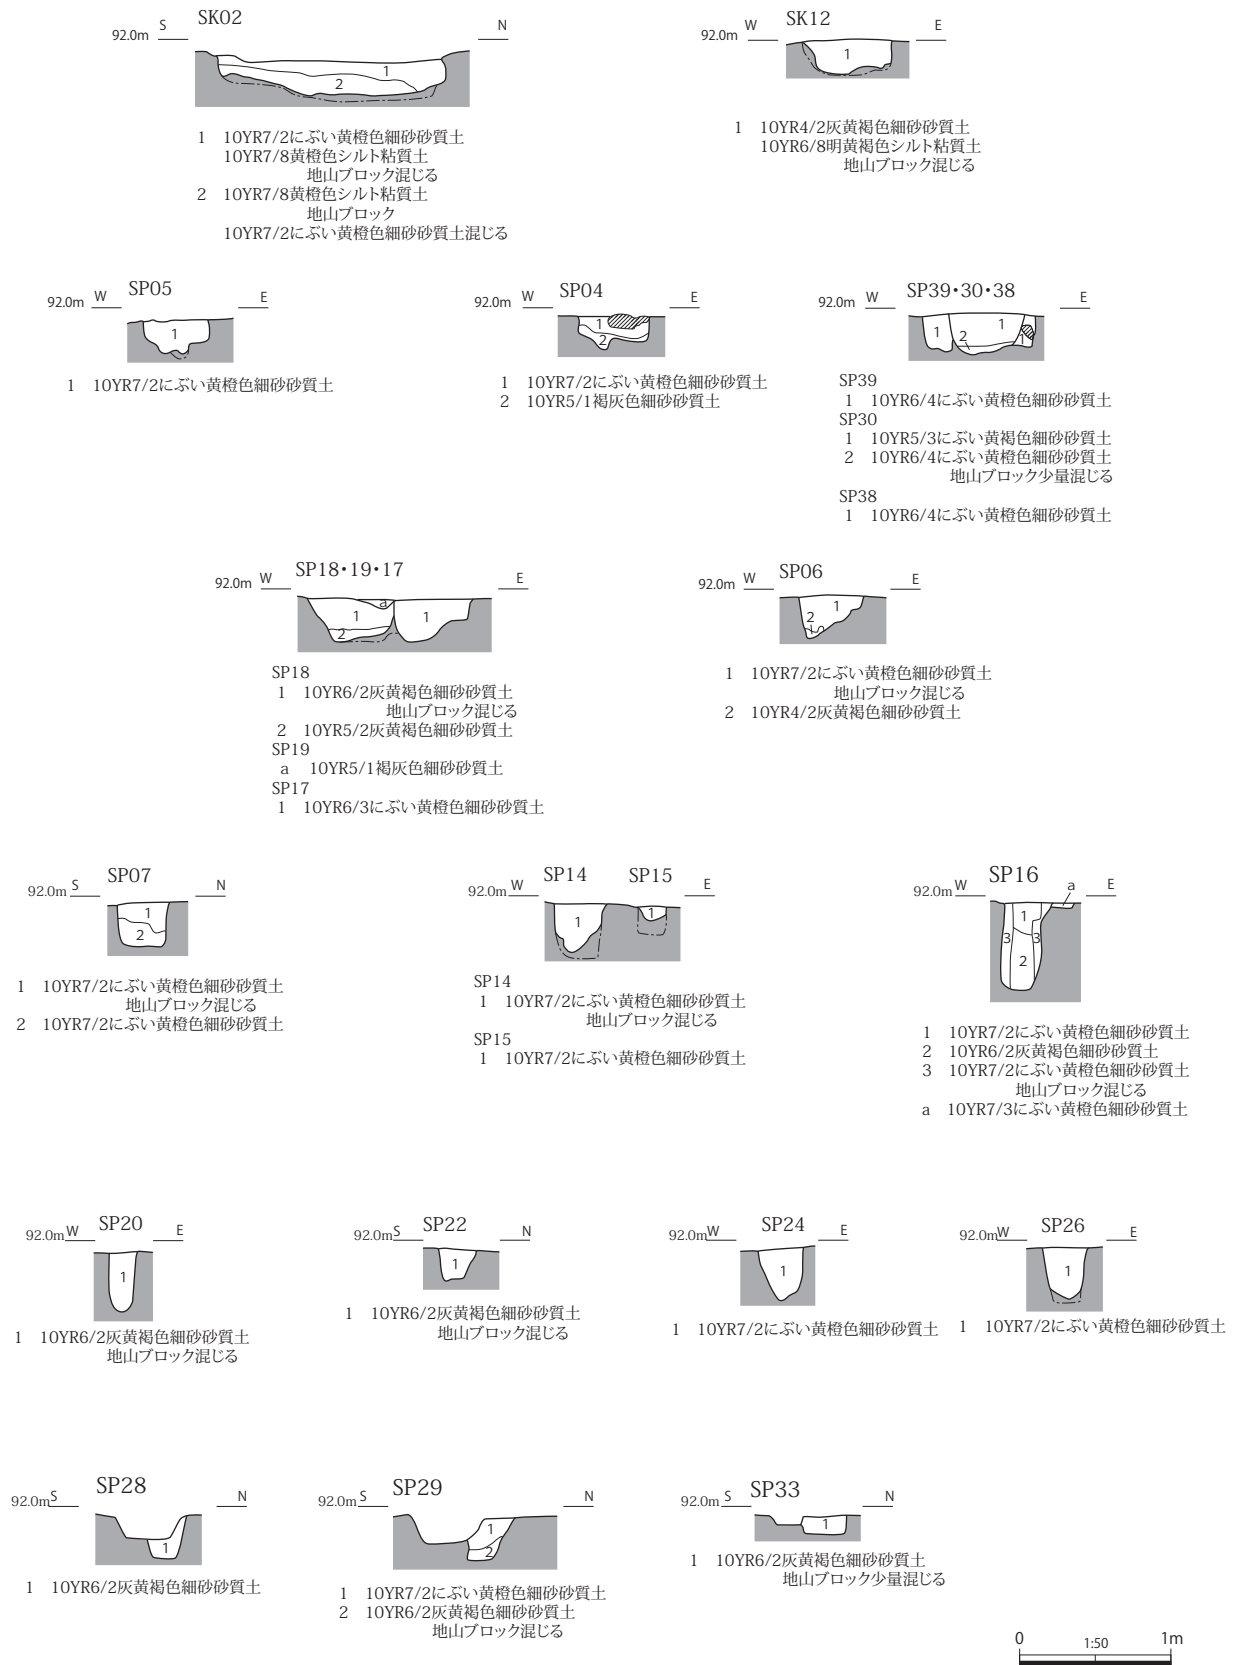 SK02
92.0m S N
1
2
1 10YR7/2にぶい黄橙色細砂砂質土
10YR7/8黄橙色シルト粘質土
地山ブロック混じる
2 10YR7/8黄橙色シルト粘質土
地山ブロック
10YR7/2にぶい黄橙色細砂砂質土混じる
SK12
92.0m W E
1
1 10YR4/2灰黄褐色細砂砂質土
10YR6/8明黄褐色シルト粘質土
地山ブロック混じる
SP05
92.0m W E
1
1 10YR7/2にぶい黄橙色細砂砂質土
SP04
92.0m W E
1
2
1 10YR7/2にぶい黄橙色細砂砂質土
2 10YR5/1褐灰色細砂砂質土
SP39・30・38
92.0m W E
1 2 1 1
SP39
1 10YR6/4にぶい黄橙色細砂砂質土
SP30
1 10YR5/3にぶい黄褐色細砂砂質土
2 10YR6/4にぶい黄橙色細砂砂質土
地山ブロック少量混じる
SP38
1 10YR6/4にぶい黄橙色細砂砂質土
SP18・19・17
92.0m W E
a
1 1
2
SP18
1 10YR6/2灰黄褐色細砂砂質土
地山ブロック混じる
2 10YR5/2灰黄褐色細砂砂質土
SP19
a 10YR5/1褐灰色細砂砂質土
SP17
1 10YR6/3にぶい黄橙色細砂砂質土
SP06
92.0m W E
1
2
1 10YR7/2にぶい黄橙色細砂砂質土
地山ブロック混じる
2 10YR4/2灰黄褐色細砂砂質土
SP07
92.0m S N
1
2
1 10YR7/2にぶい黄橙色細砂砂質土
地山ブロック混じる
2 10YR7/2にぶい黄橙色細砂砂質土
SP14 SP15
92.0m W E
1 1
SP14
1 10YR7/2にぶい黄橙色細砂砂質土
地山ブロック混じる
SP15
1 10YR7/2にぶい黄橙色細砂砂質土
SP16
92.0m W a E
1
3 3
2
1 10YR7/2にぶい黄橙色細砂砂質土
2 10YR6/2灰黄褐色細砂砂質土
3 10YR7/2にぶい黄橙色細砂砂質土
地山ブロック混じる
a 10YR7/3にぶい黄橙色細砂砂質土
SP20
92.0m W E
1
1 10YR6/2灰黄褐色細砂砂質土
地山ブロック混じる
SP22
92.0m S N
1
1 10YR6/2灰黄褐色細砂砂質土
地山ブロック混じる
SP24
92.0m W E
1
1 10YR7/2にぶい黄橙色細砂砂質土
SP26
92.0m W E
1
1 10YR7/2にぶい黄橙色細砂砂質土
SP28
92.0m S N
1
1 10YR6/2灰黄褐色細砂砂質土
SP29
92.0m S N
1
2
1 10YR7/2にぶい黄橙色細砂砂質土
2 10YR6/2灰黄褐色細砂砂質土
地山ブロック混じる
SP33
92.0m S N
1
1 10YR6/2灰黄褐色細砂砂質土
地山ブロック少量混じる
0 1:50 1m